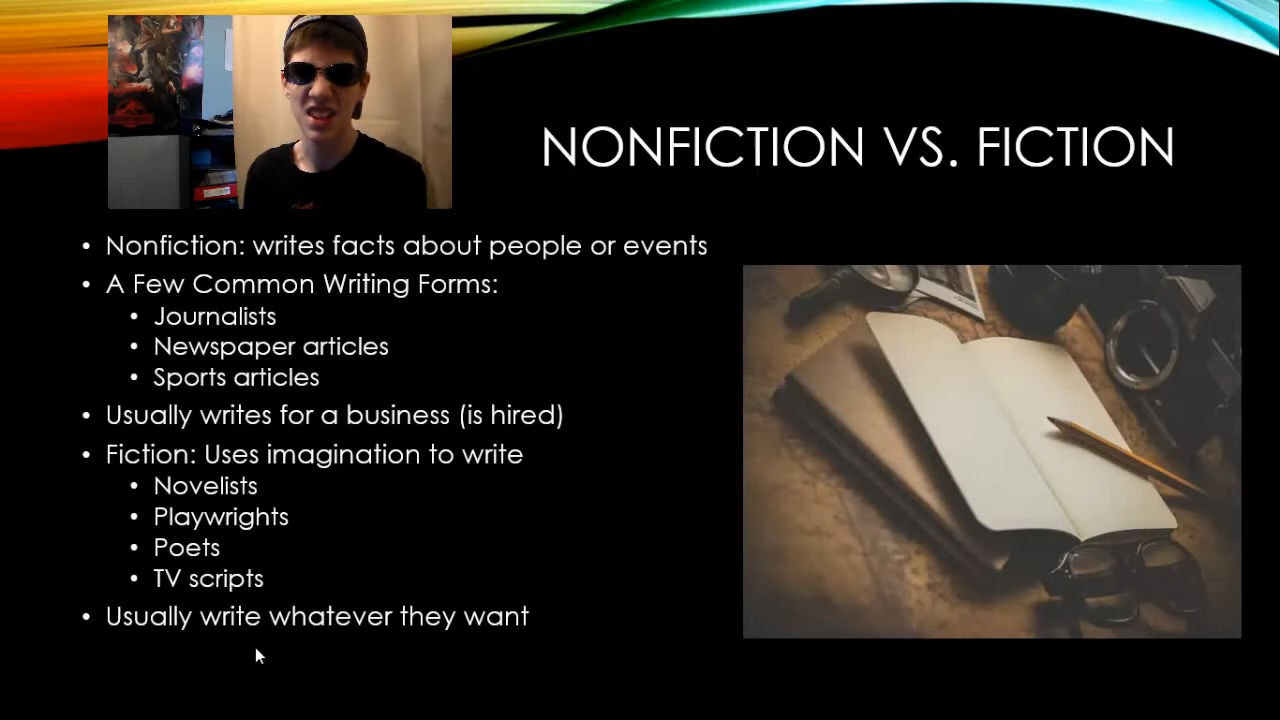 NONFICTION VS. FICTION
• Nonfiction: writes facts about people or events
• A Few Common Writing Forms:
• Journalists
• Newspaper articles
• Sports articles
• Usually writes for a business (is hired)
• Fiction: Uses imagination to write
• Novelists
• Playwrights
• Poets
• TV scripts
• Usually write whatever they want